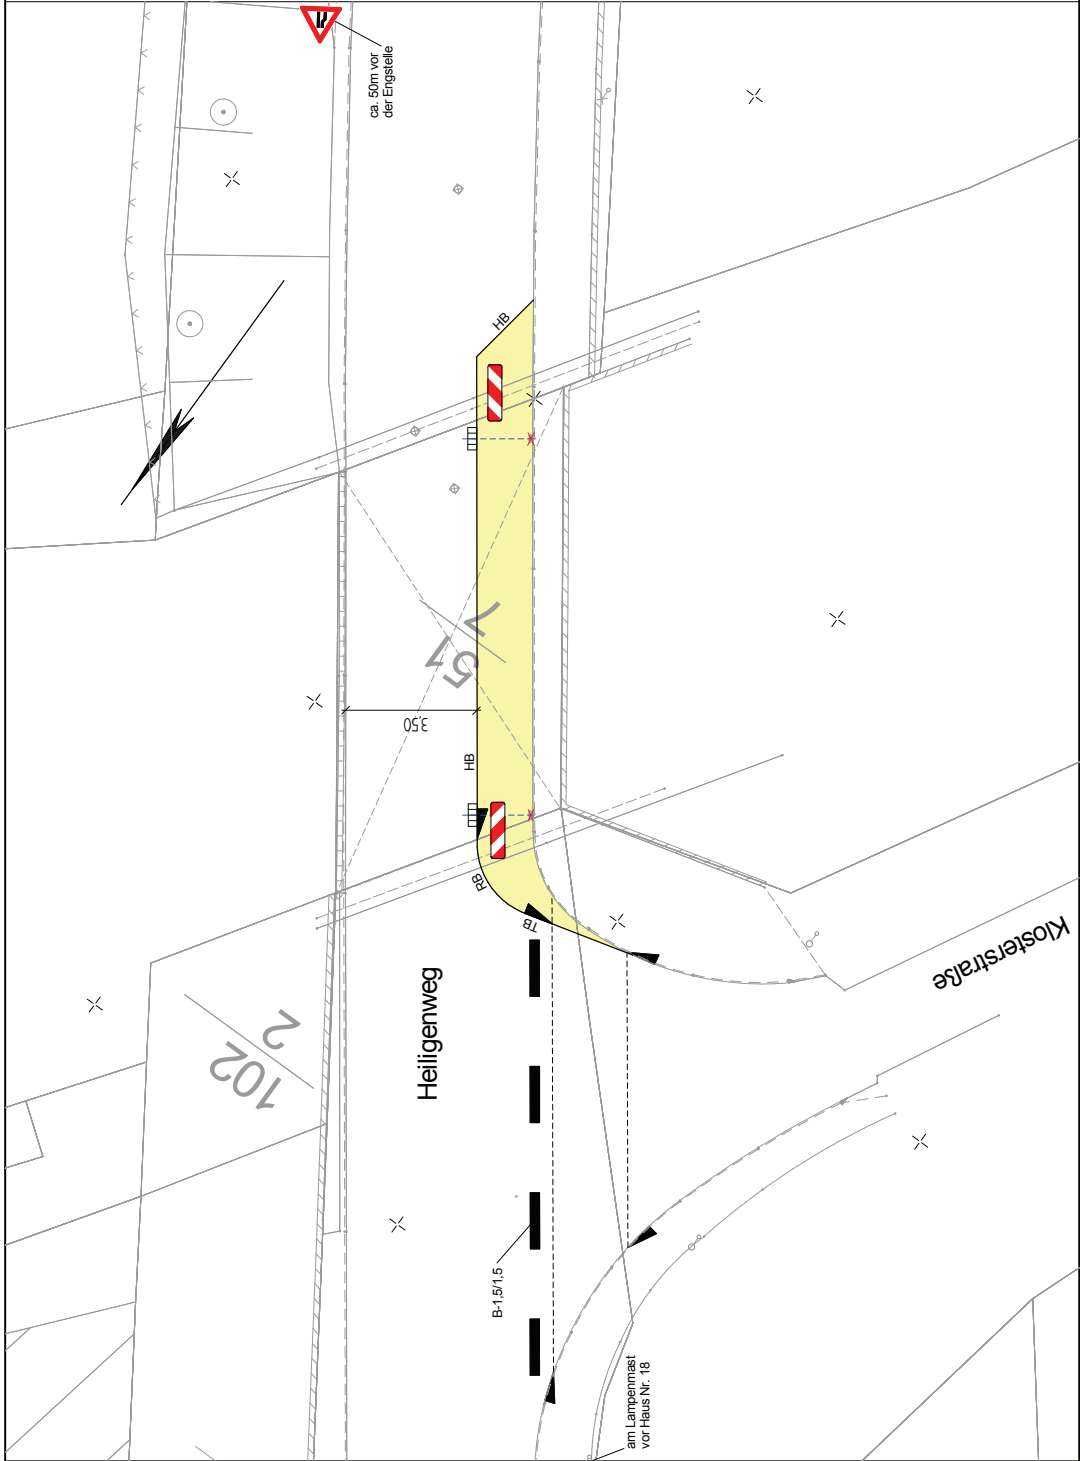 ca. 50m vor
der Engstelle
HB
51
7
3,50
HB
RB
TB
Klosterstraße
Heiligenweg
102
2
B-1,5/1,5
am Lampenmast
vor Haus Nr. 18